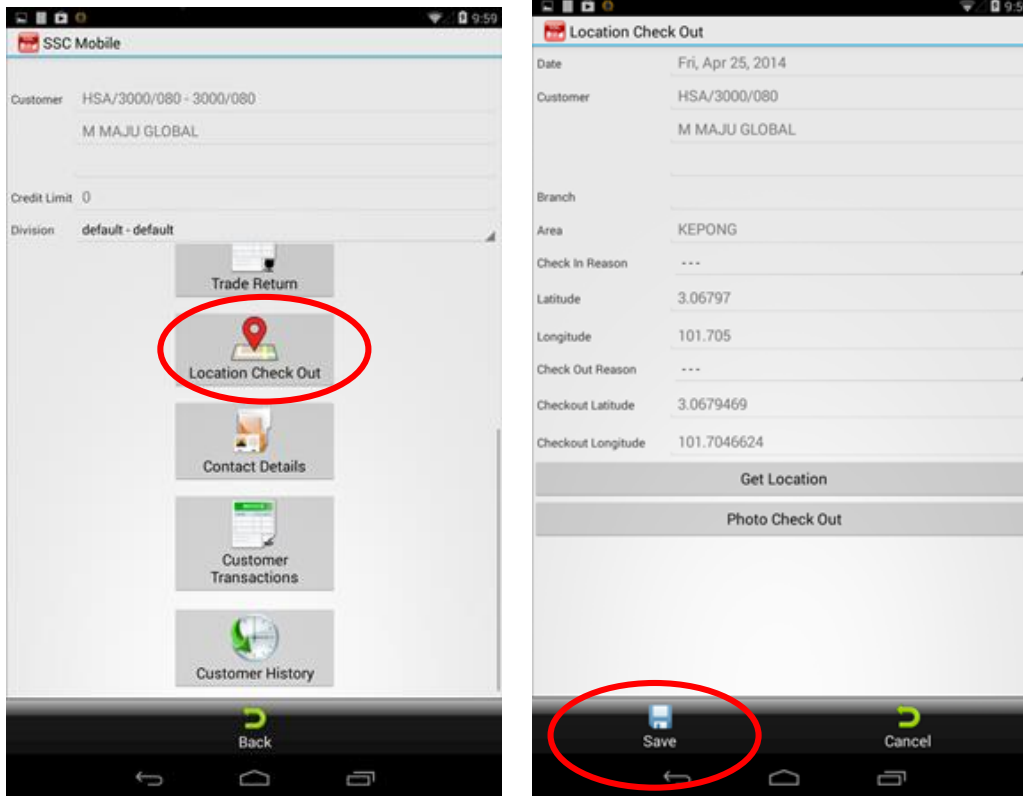 9:59
SSC Mobile
Customer HSA/3000/080 - 3000/080
M MAJU GLOBAL
Credit Limit 0
Division default - default
Trade Return
Location Check Out
Contact Details
Customer
Transactions
Customer History
Back
9:5
Location Check Out
Date Fri, Apr 25, 2014
Customer HSA/3000/080
M MAJU GLOBAL
Branch
Area KEPONG
Check In Reason ---
Latitude 3.06797
Longitude 101.705
Check Out Reason ---
Checkout Latitude 3.0679469
Checkout Longitude 101.7046624
Get Location
Photo Check Out
Save Cancel